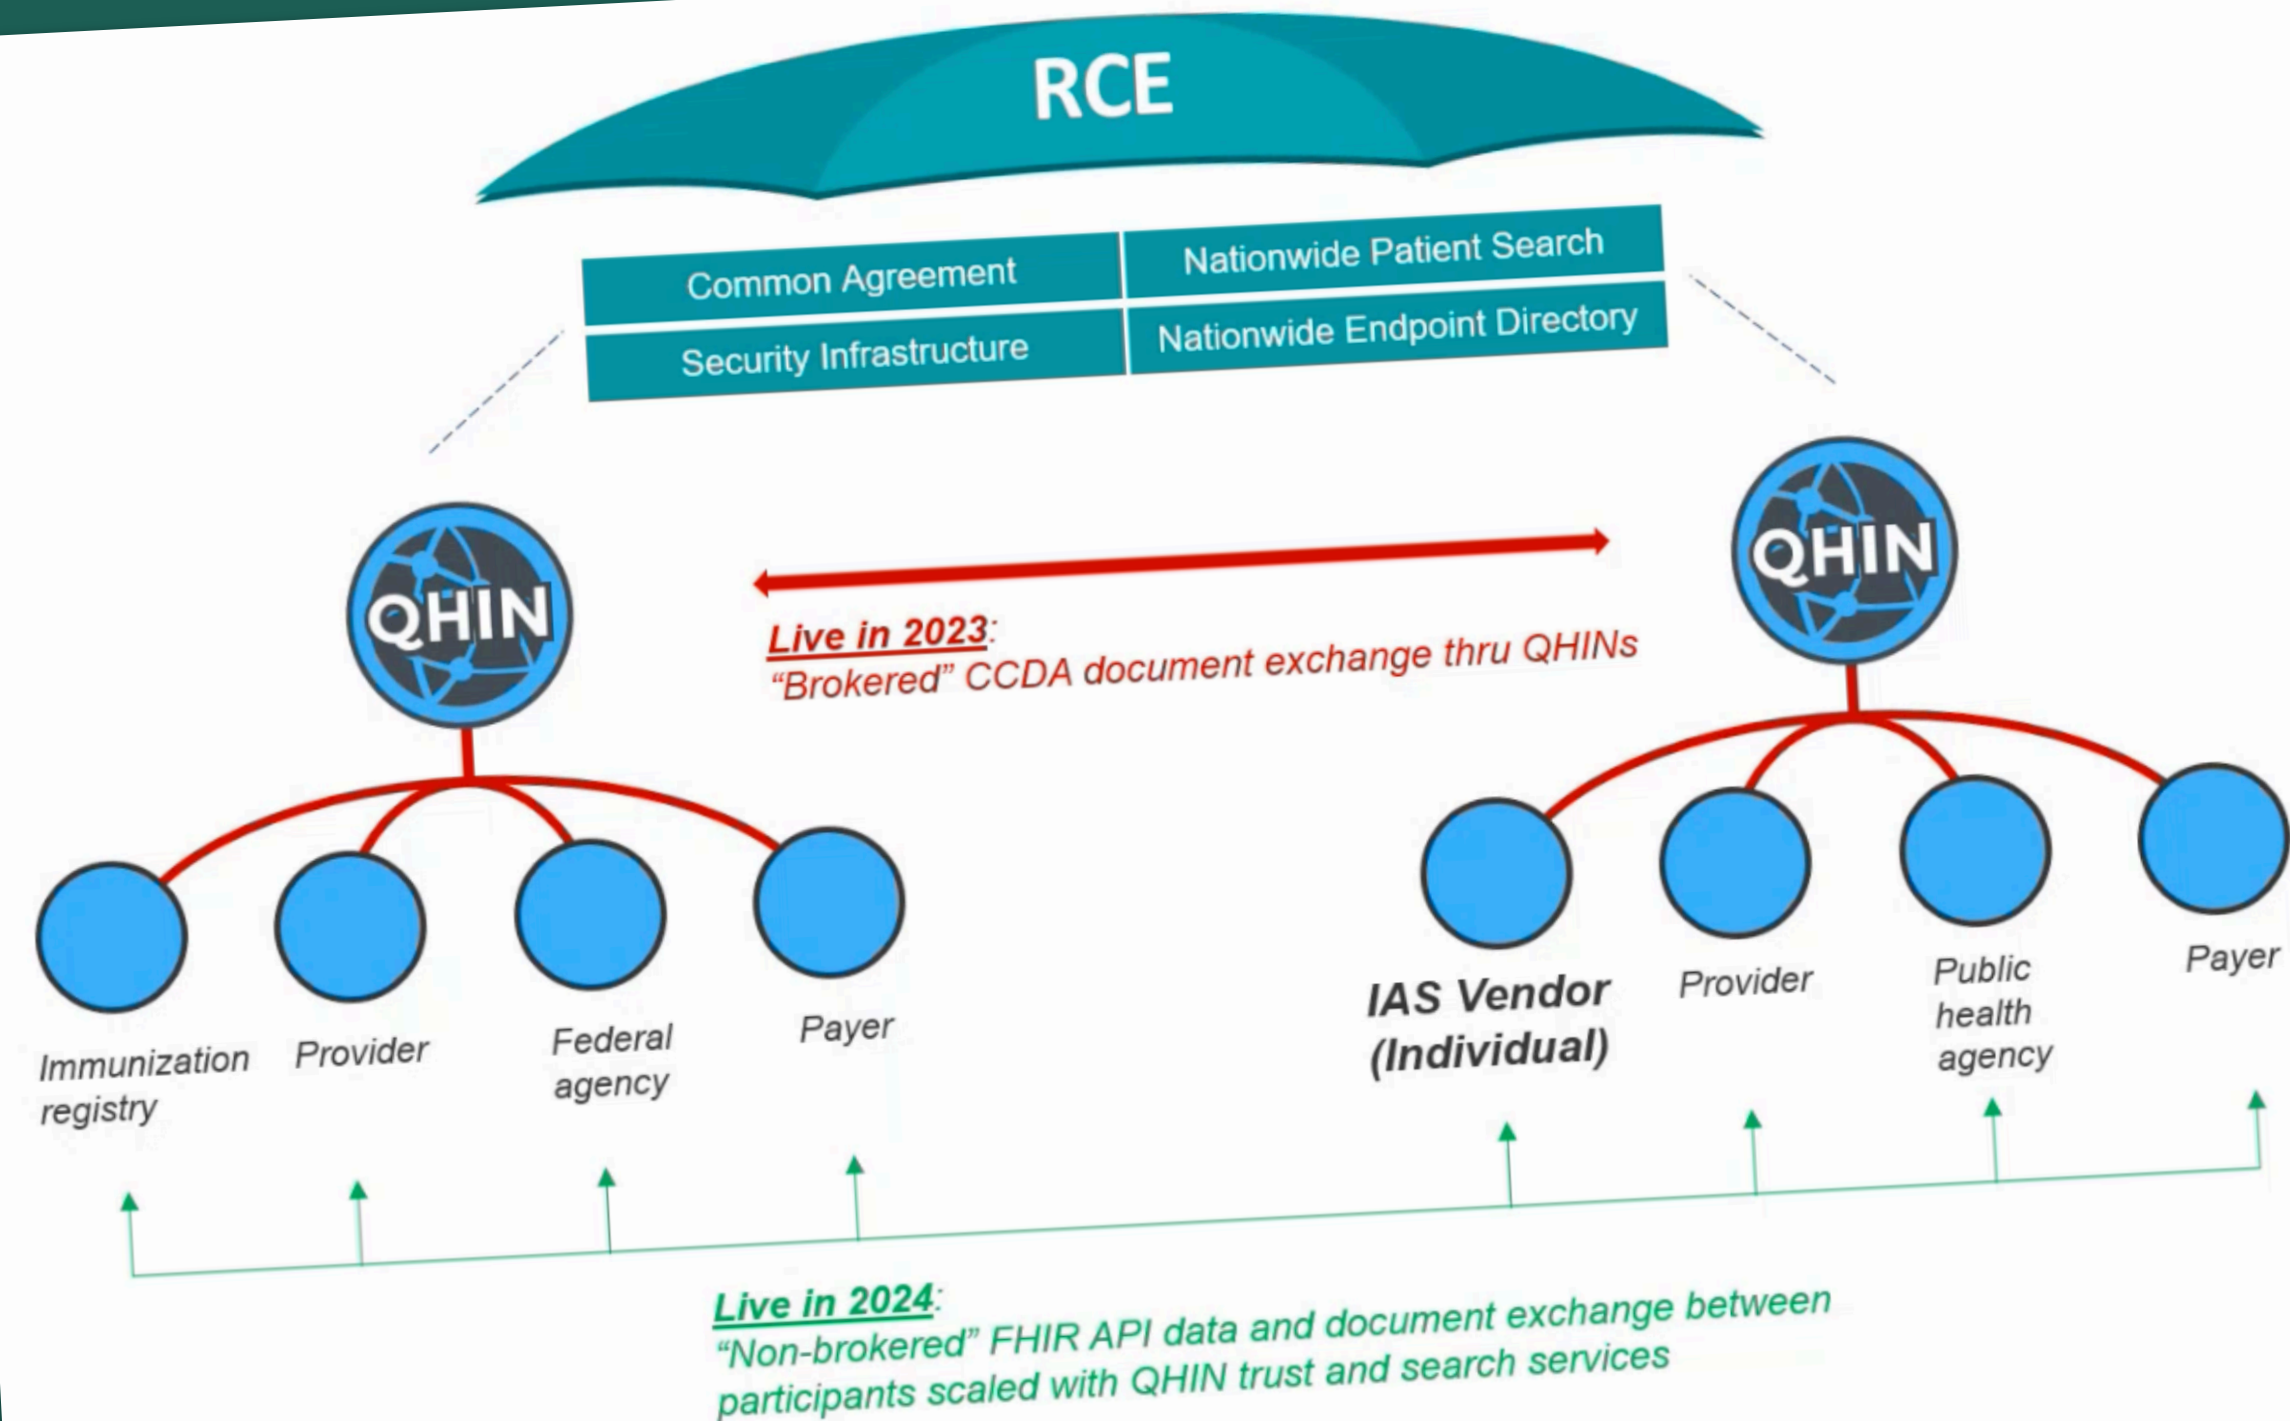 RCE
Common Agreement
Nationwide Patient Search
Security Infrastructure
Nationwide Endpoint Directory
QHIN
QHIN
Live in 2023:
“Brokered” CCDA document exchange thru QHINs
Immunization
registry
Provider
Federal
agency
Payer
IAS Vendor
(Individual)
Provider
Public
health
agency
Payer
Live in 2024:
“Non-brokered” FHIR API data and document exchange between
participants scaled with QHIN trust and search services